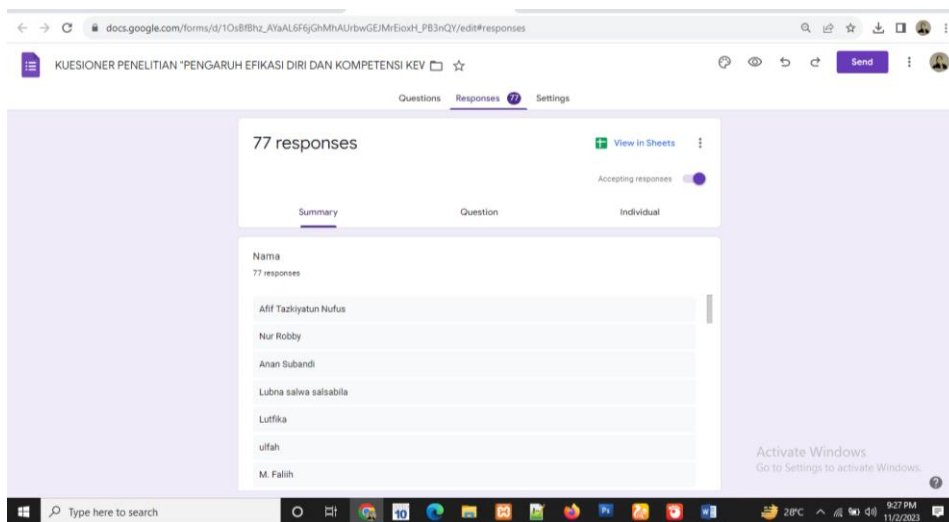 docs.google.com/forms/d/1OsBfBhz_AYaAL6F6jGhMhAUrbwGEJMrEioxH_PB3nQY/edit#responses
KUESIONER PENELITIAN "PENGARUH EFIKASI DIRI DAN KOMPETENSI KEV
Send
Questions Responses 77 Settings
77 responses
View in Sheets
Accepting responses
Summary Question Individual
Nama
77 responses
Afif Tazkiyatun Nufus
Nur Robby
Anan Subandi
Lubna salwa salsabila
Lutfika
ulfah
M. Faliih
Activate Windows
Go to Settings to activate Windows.
Type here to search
10
Ps
28°C
9:27 PM
11/2/2023